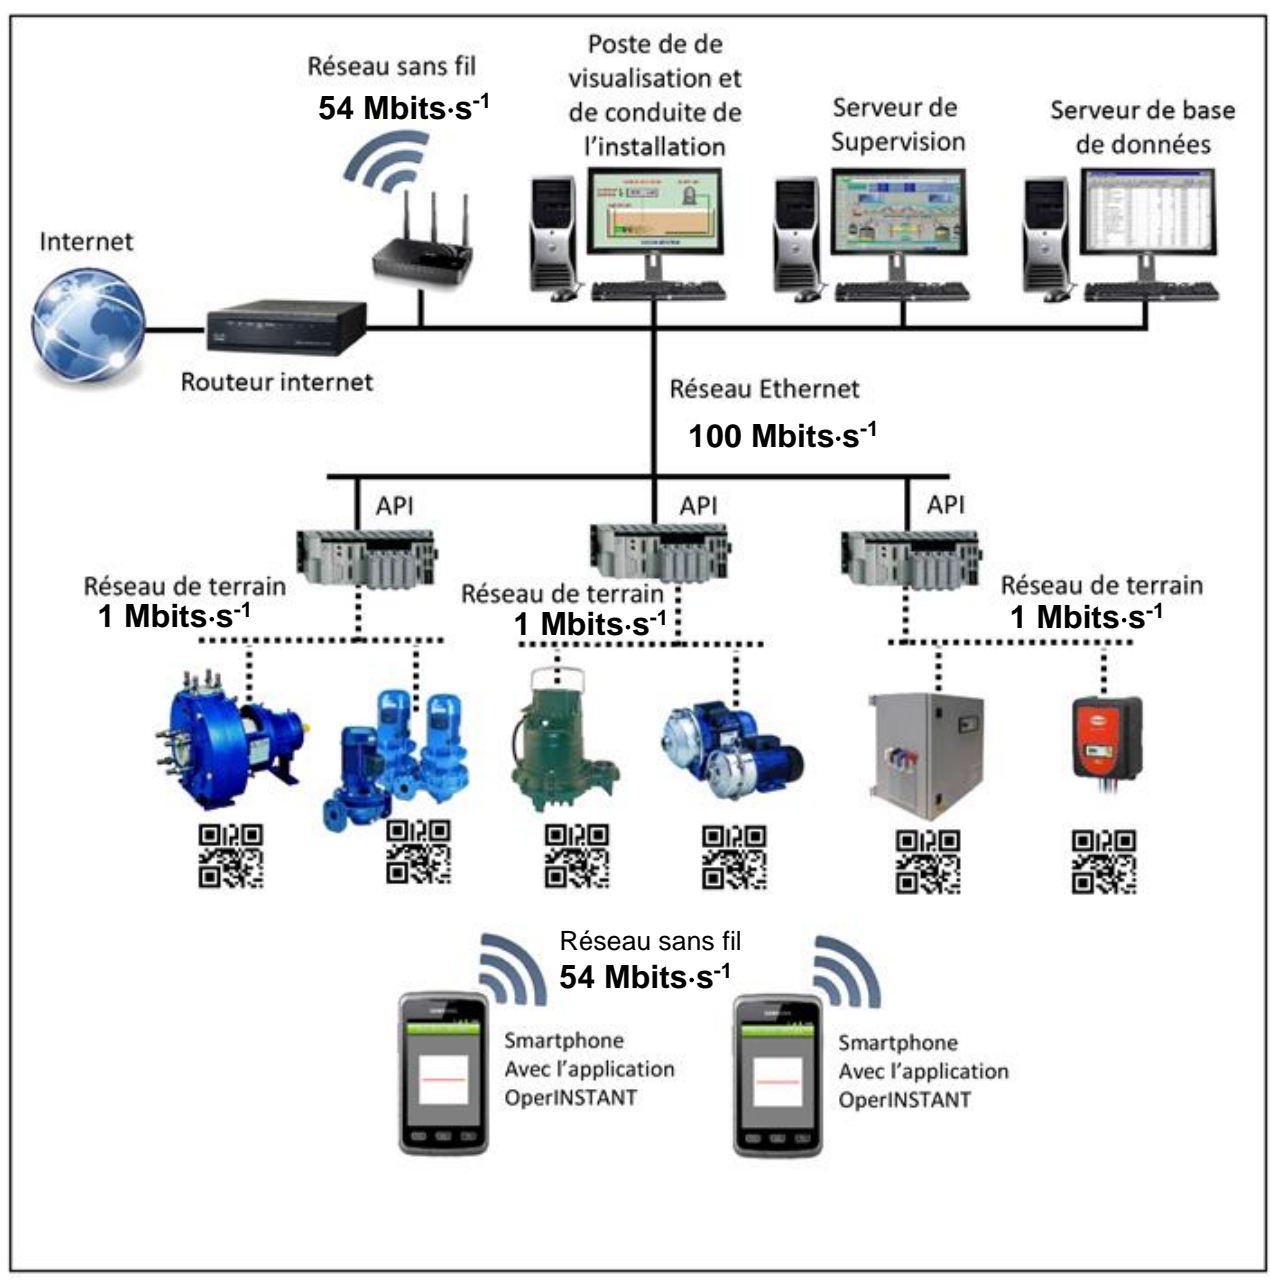 Réseau sans fil
54 Mbits·s-1
Poste de de
visualisation et
de conduite de
l'installation
Serveur de
Supervision
Serveur de base
de données
Internet
Routeur internet
Réseau Ethernet
100 Mbits·s-1
API
API
API
Réseau de terrain
1 Mbits·s-1
Réseau de terrain
1 Mbits·s-1
Réseau de terrain
1 Mbits·s-1
Réseau sans fil
54 Mbits·s-1
Smartphone
Avec l'application
OperINSTANT
Smartphone
Avec l'application
OperINSTANT